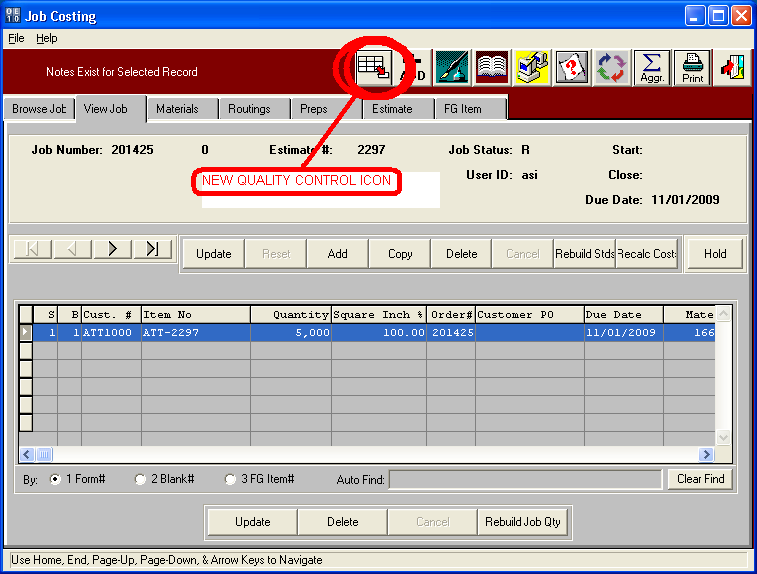 Job Costing
File Help
Notes Exist for Selected Record
Aggr.
Print
Browse Job View Job Materials Routings Preps Estimate FG Item
Job Number: 201425 0 Estimate #: 2297 Job Status: R Start:
User ID: asi Close:
NEW QUALITY CONTROL ICON
Due Date: 11/01/2009
Update Reset Add Copy Delete Cancel Rebuild Stds Recalc Cost Hold
S B Cust. # Item No Quantity Square Inch % Order# Customer PO Due Date Mate
1 1 ATT1000 ATT-2297 5,000 100.00 201425 11/01/2009 166
By: 1 Form# 2 Blank# 3 FG Item# Auto Find: Clear Find
Update Delete Cancel Rebuild Job Qty
Use Home, End, Page-Up, Page-Down, & Arrow Keys to Navigate